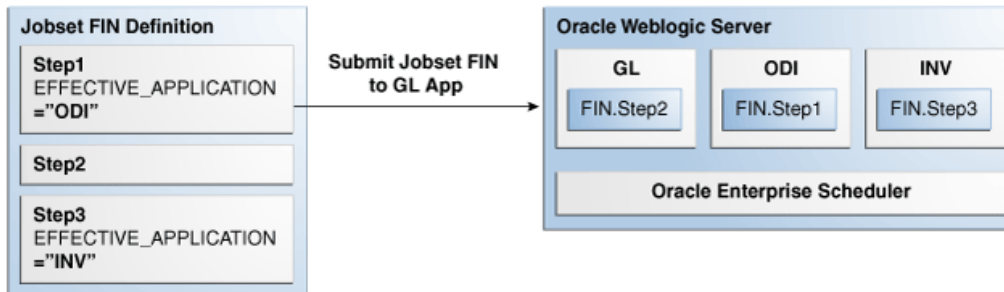 Jobset FIN Definition
Step1
EFFECTIVE_APPLICATION
="ODI"
Step2
Step3
EFFECTIVE_APPLICATION
="INV"
Submit Jobset FIN
to GL App
Oracle Weblogic Server
GL
FIN.Step2
ODI
FIN.Step1
INV
FIN.Step3
Oracle Enterprise Scheduler